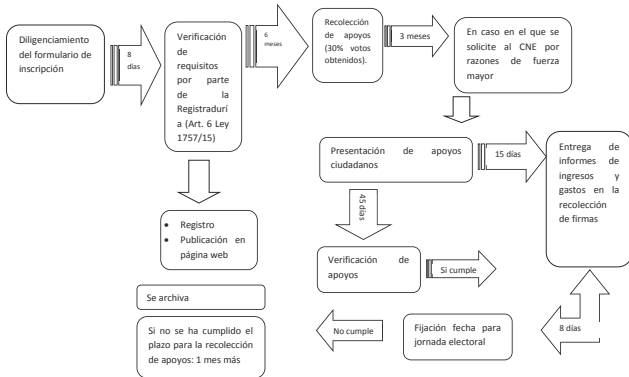 Diligenciamiento
del formulario de
inscripción
8
días
Verificación
de
requisitos
por parte
de la
Registradurí
a (Art. 6 Ley
1757/15)
6
meses
Recolección
de apoyos
(30% votos
obtenidos).
3 meses
En caso en el que se
solicite al CNE por
razones de fuerza
mayor
Presentación de apoyos
ciudadanos
15 días
Entrega de
informes de
ingresos y
gastos en la
recolección
de firmas
• Registro
• Publicación en
página web
45 días
Verificación de
apoyos
Si cumple
Se archiva
Si no se ha cumplido el
plazo para la recolección
de apoyos: 1 mes más
No cumple
Fijación fecha para
jornada electoral
8 días